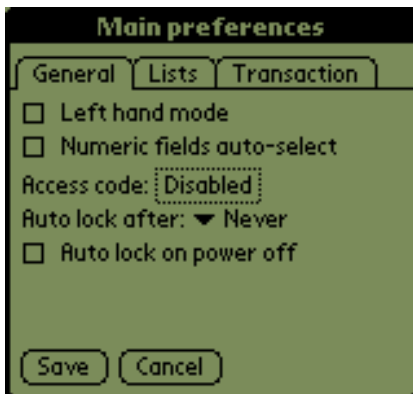 Main preferences
General Lists Transaction
Left hand mode
Numeric fields auto-select
Access code: Disabled
Auto lock after: Never
Auto lock on power off
Save Cancel